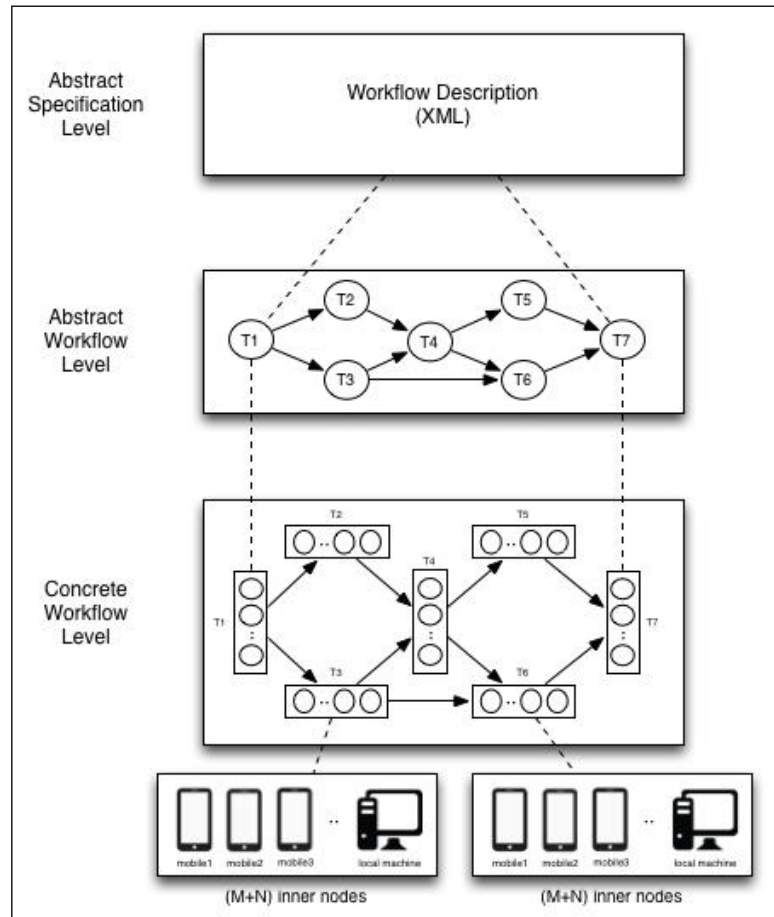 Abstract
Specification
Level
Workflow Description
(XML)
Abstract
Workflow
Level
T1
T2
T3
T4
T5
T6
T7
Concrete
Workflow
Level
T1
T2
T3
T4
T5
T6
T7
..
..
..
..
:
:
:
..
mobile1 mobile2 mobile3 local machine
(M+N) inner nodes
..
mobile1 mobile2 mobile3 local machine
(M+N) inner nodes